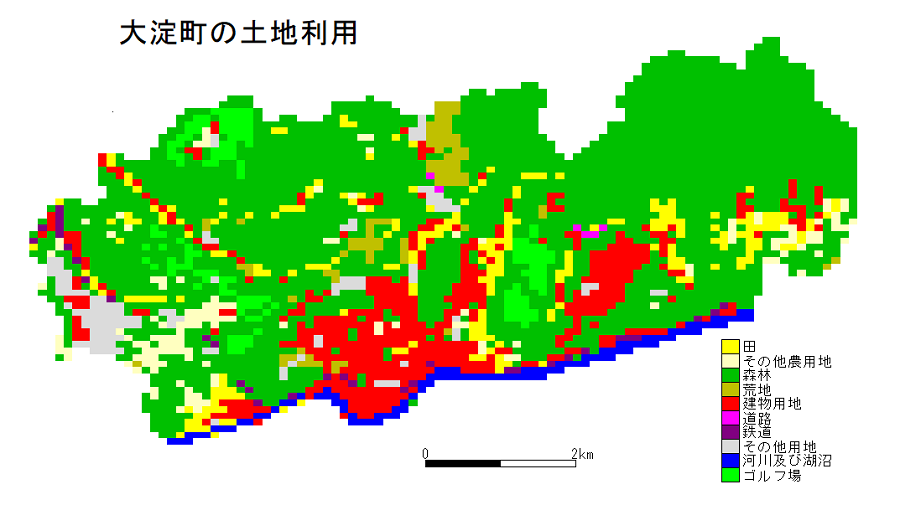 大淀町の土地利用
田
その他農用地
森林
荒地
建物用地
道路
鉄道
その他用地
河川及び湖沼
ゴルフ場
0 2km